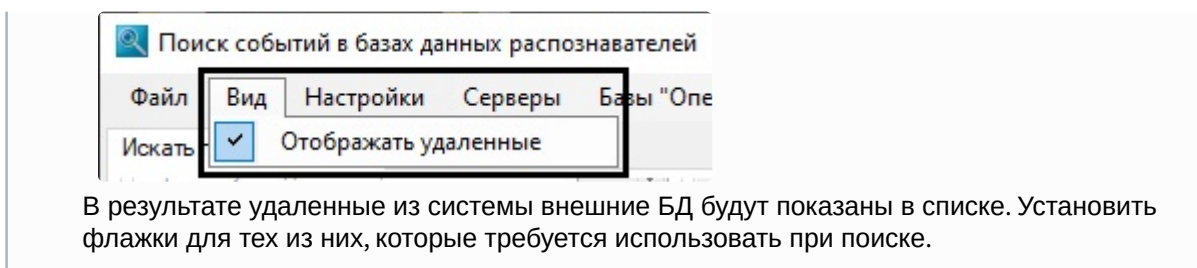 Поиск событий в базах данных распознавателей
Файл Вид Настройки Серверы Базы "Опе
Искать Отображать удаленные
В результате удаленные из системы внешние БД будут показаны в списке. Установить
флажки для тех из них, которые требуется использовать при поиске.